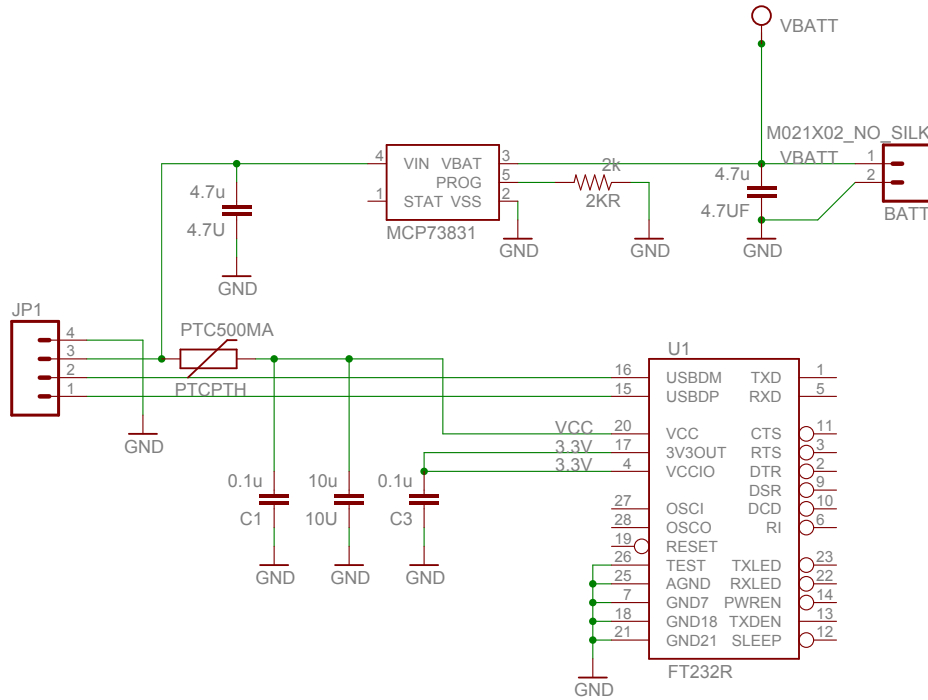 VBATT
M021X02_NO_SILK
4 VIN VBAT 3
PROG 5
1 STAT VSS 2
MCP73831
2k
2KR
VBATT
4.7u
4.7UF
1
2
BATT
4.7u
4.7U
GND
GND
GND
GND
JP1
4
3
2
1
PTC500MA
PTCPTH
GND
U1
16 USBDM TXD 1
15 USBDP RXD 5
VCC 20 VCC CTS 11
3.3V 17 3V3OUT RTS 3
3.3V 4 VCCIO DTR 2
DSR 9
27 OSCI DCD 10
28 OSCO RI 6
19 RESET
26 TEST TXLED 23
25 AGND RXLED 22
7 GND7 PWREN 14
18 GND18 TXDEN 13
21 GND21 SLEEP 12
FT232R
0.1u
C1
10u
10U
0.1u
C3
GND
GND
GND
GND